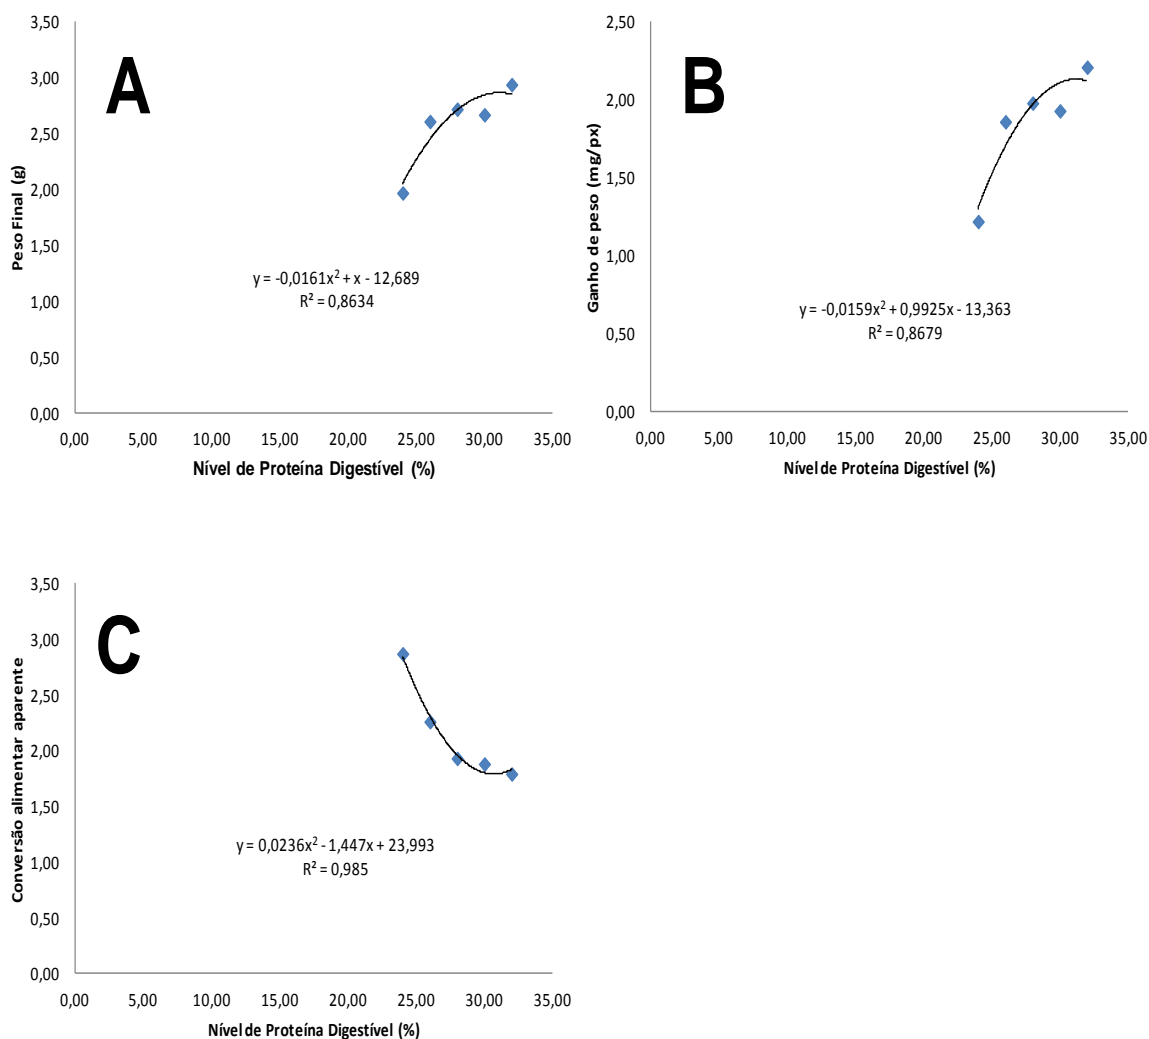 A
Peso Final (g)
3,50
3,00
2,50
2,00
1,50
1,00
0,50
0,00
y = -0,0161x² + x - 12,689
R² = 0,8634
0,00 5,00 10,00 15,00 20,00 25,00 30,00 35,00
Nível de Proteína Digestível (%)
B
Ganho de peso (mg/px)
2,50
2,00
1,50
1,00
0,50
0,00
y = -0,0159x² + 0,9925x - 13,363
R² = 0,8679
0,00 5,00 10,00 15,00 20,00 25,00 30,00 35,00
Nível de Proteína Digestível (%)
C
Conversão alimentar aparente
3,50
3,00
2,50
2,00
1,50
1,00
0,50
0,00
y = 0,0236x² - 1,447x + 23,993
R² = 0,985
0,00 5,00 10,00 15,00 20,00 25,00 30,00 35,00
Nível de Proteína Digestível (%)